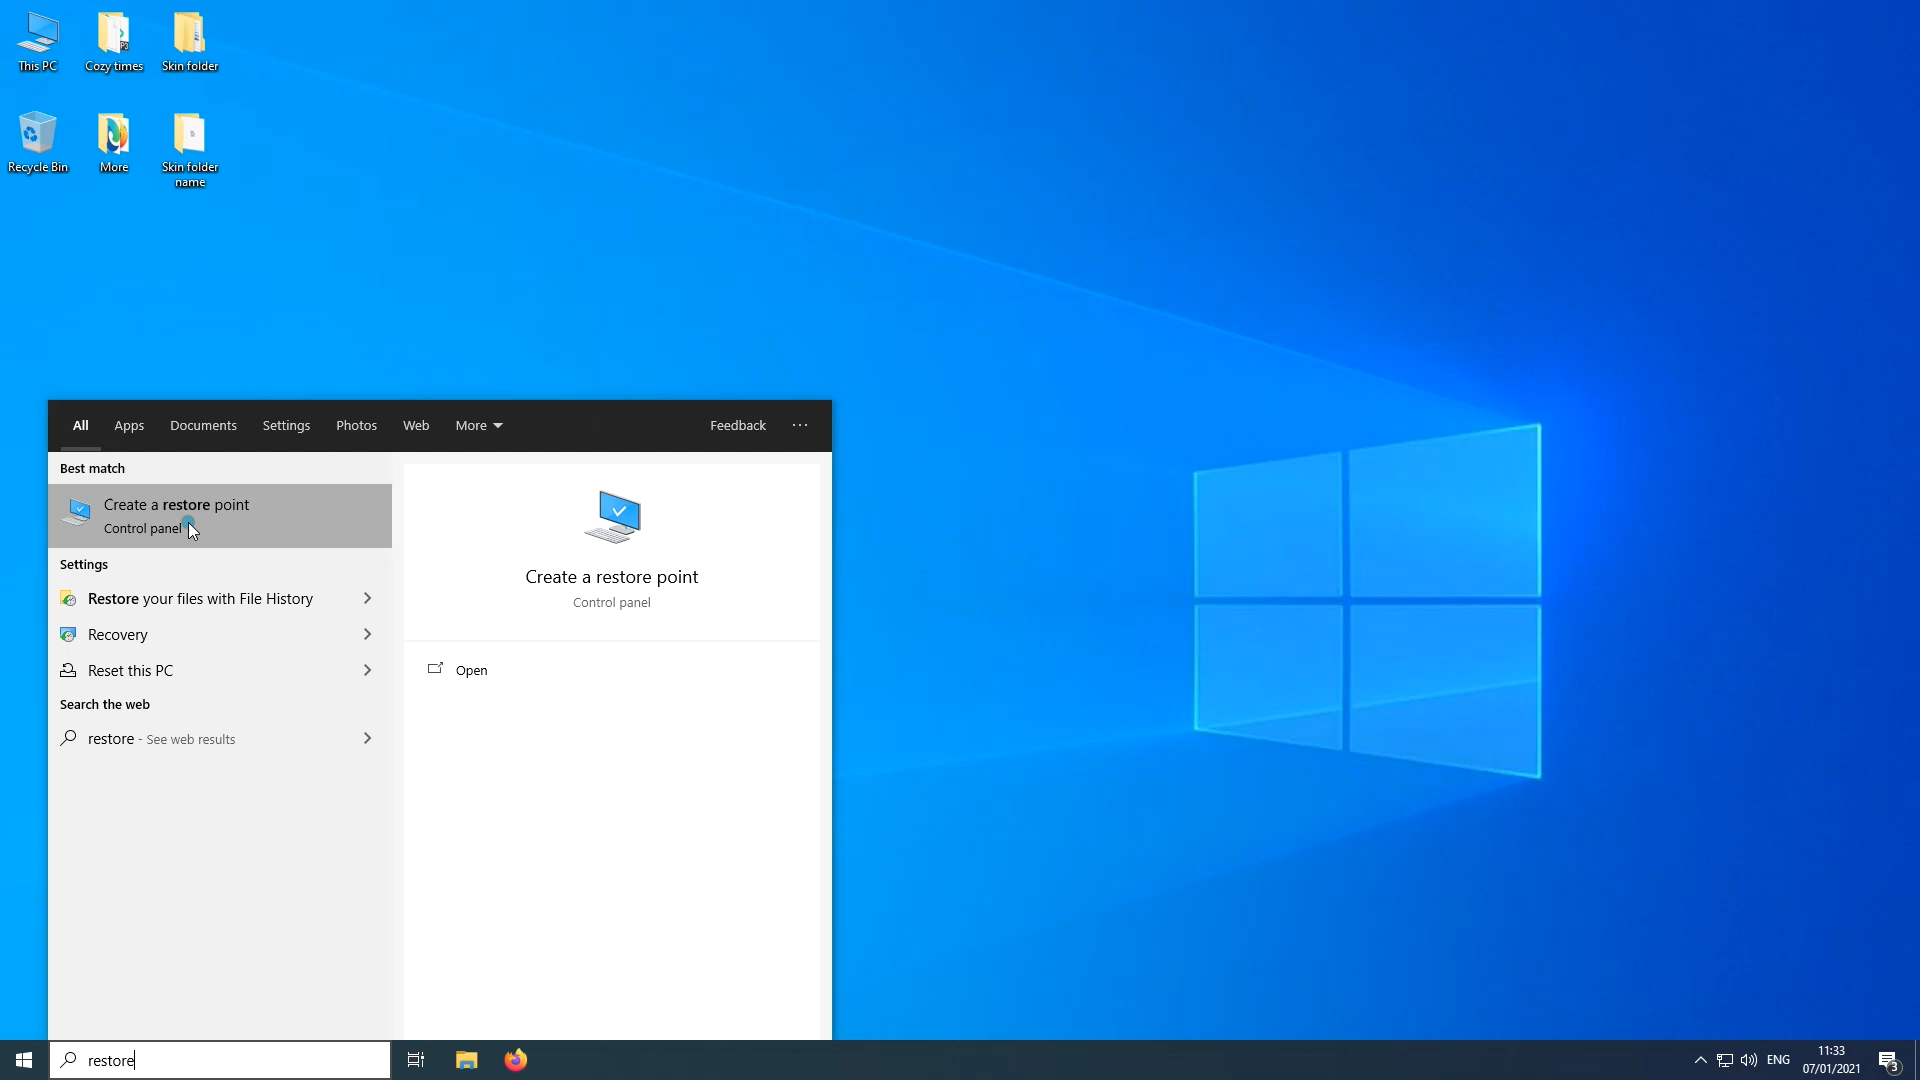 This PC
Cozy times
Skin folder
Recycle Bin
More
Skin folder
name
All
Apps
Documents
Settings
Photos
Web
More
Feedback
Best match
Create a restore point
Control panel
Settings
Restore your files with File History
Recovery
Reset this PC
Search the web
restore - See web results
Create a restore point
Control panel
Open
restore
ENG
11:33
07/01/2021
3